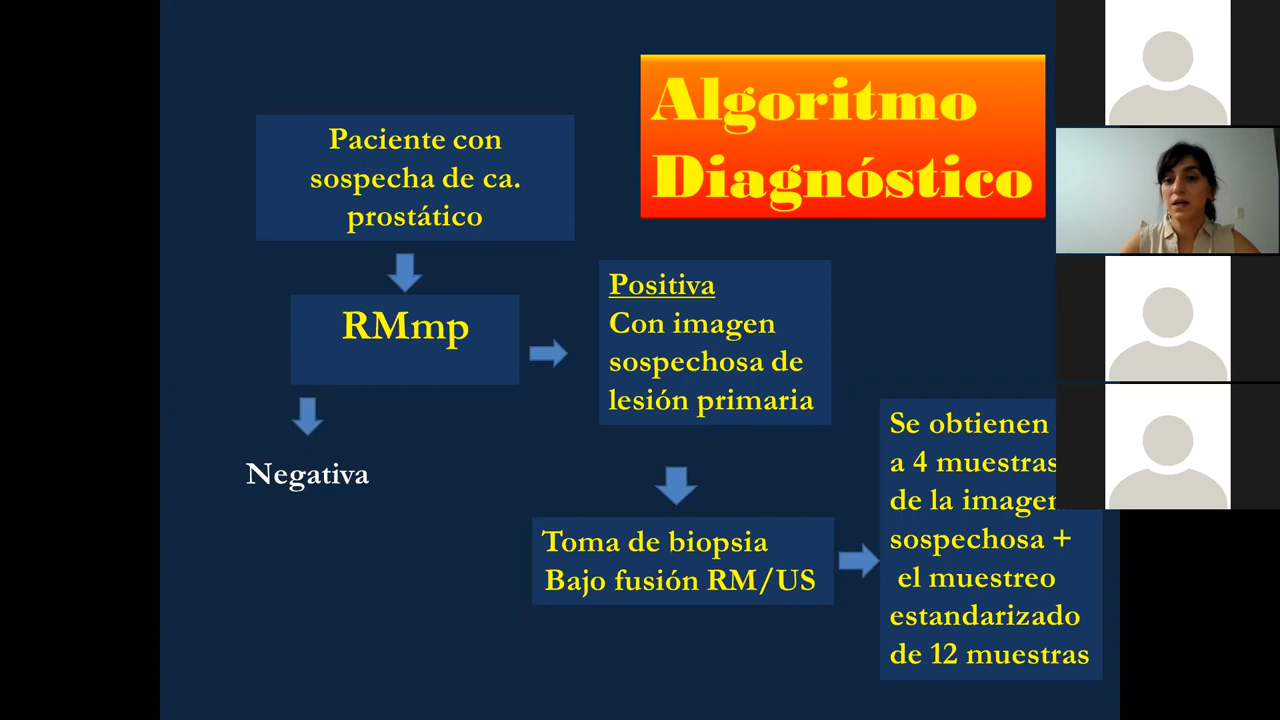 Algoritmo
Diagnóstico
Paciente con
sospecha de ca.
prostático
RMmp
Positiva
Con imagen
sospechosa de
lesión primaria
Negativa
Toma de biopsia
Bajo fusión RM/US
Se obtienen
a 4 muestras
de la imagen
sospechosa +
el muestreo
estandarizado
de 12 muestras